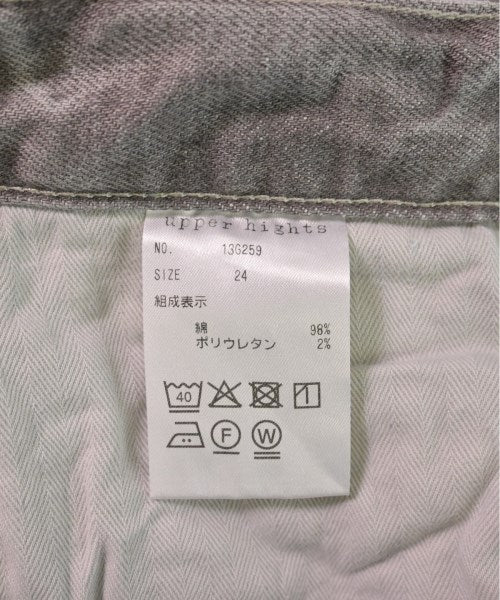 upper hights
NO. 13G259
SIZE 24
組成表示
綿 98%
ポリウレタン 2%
40
F W